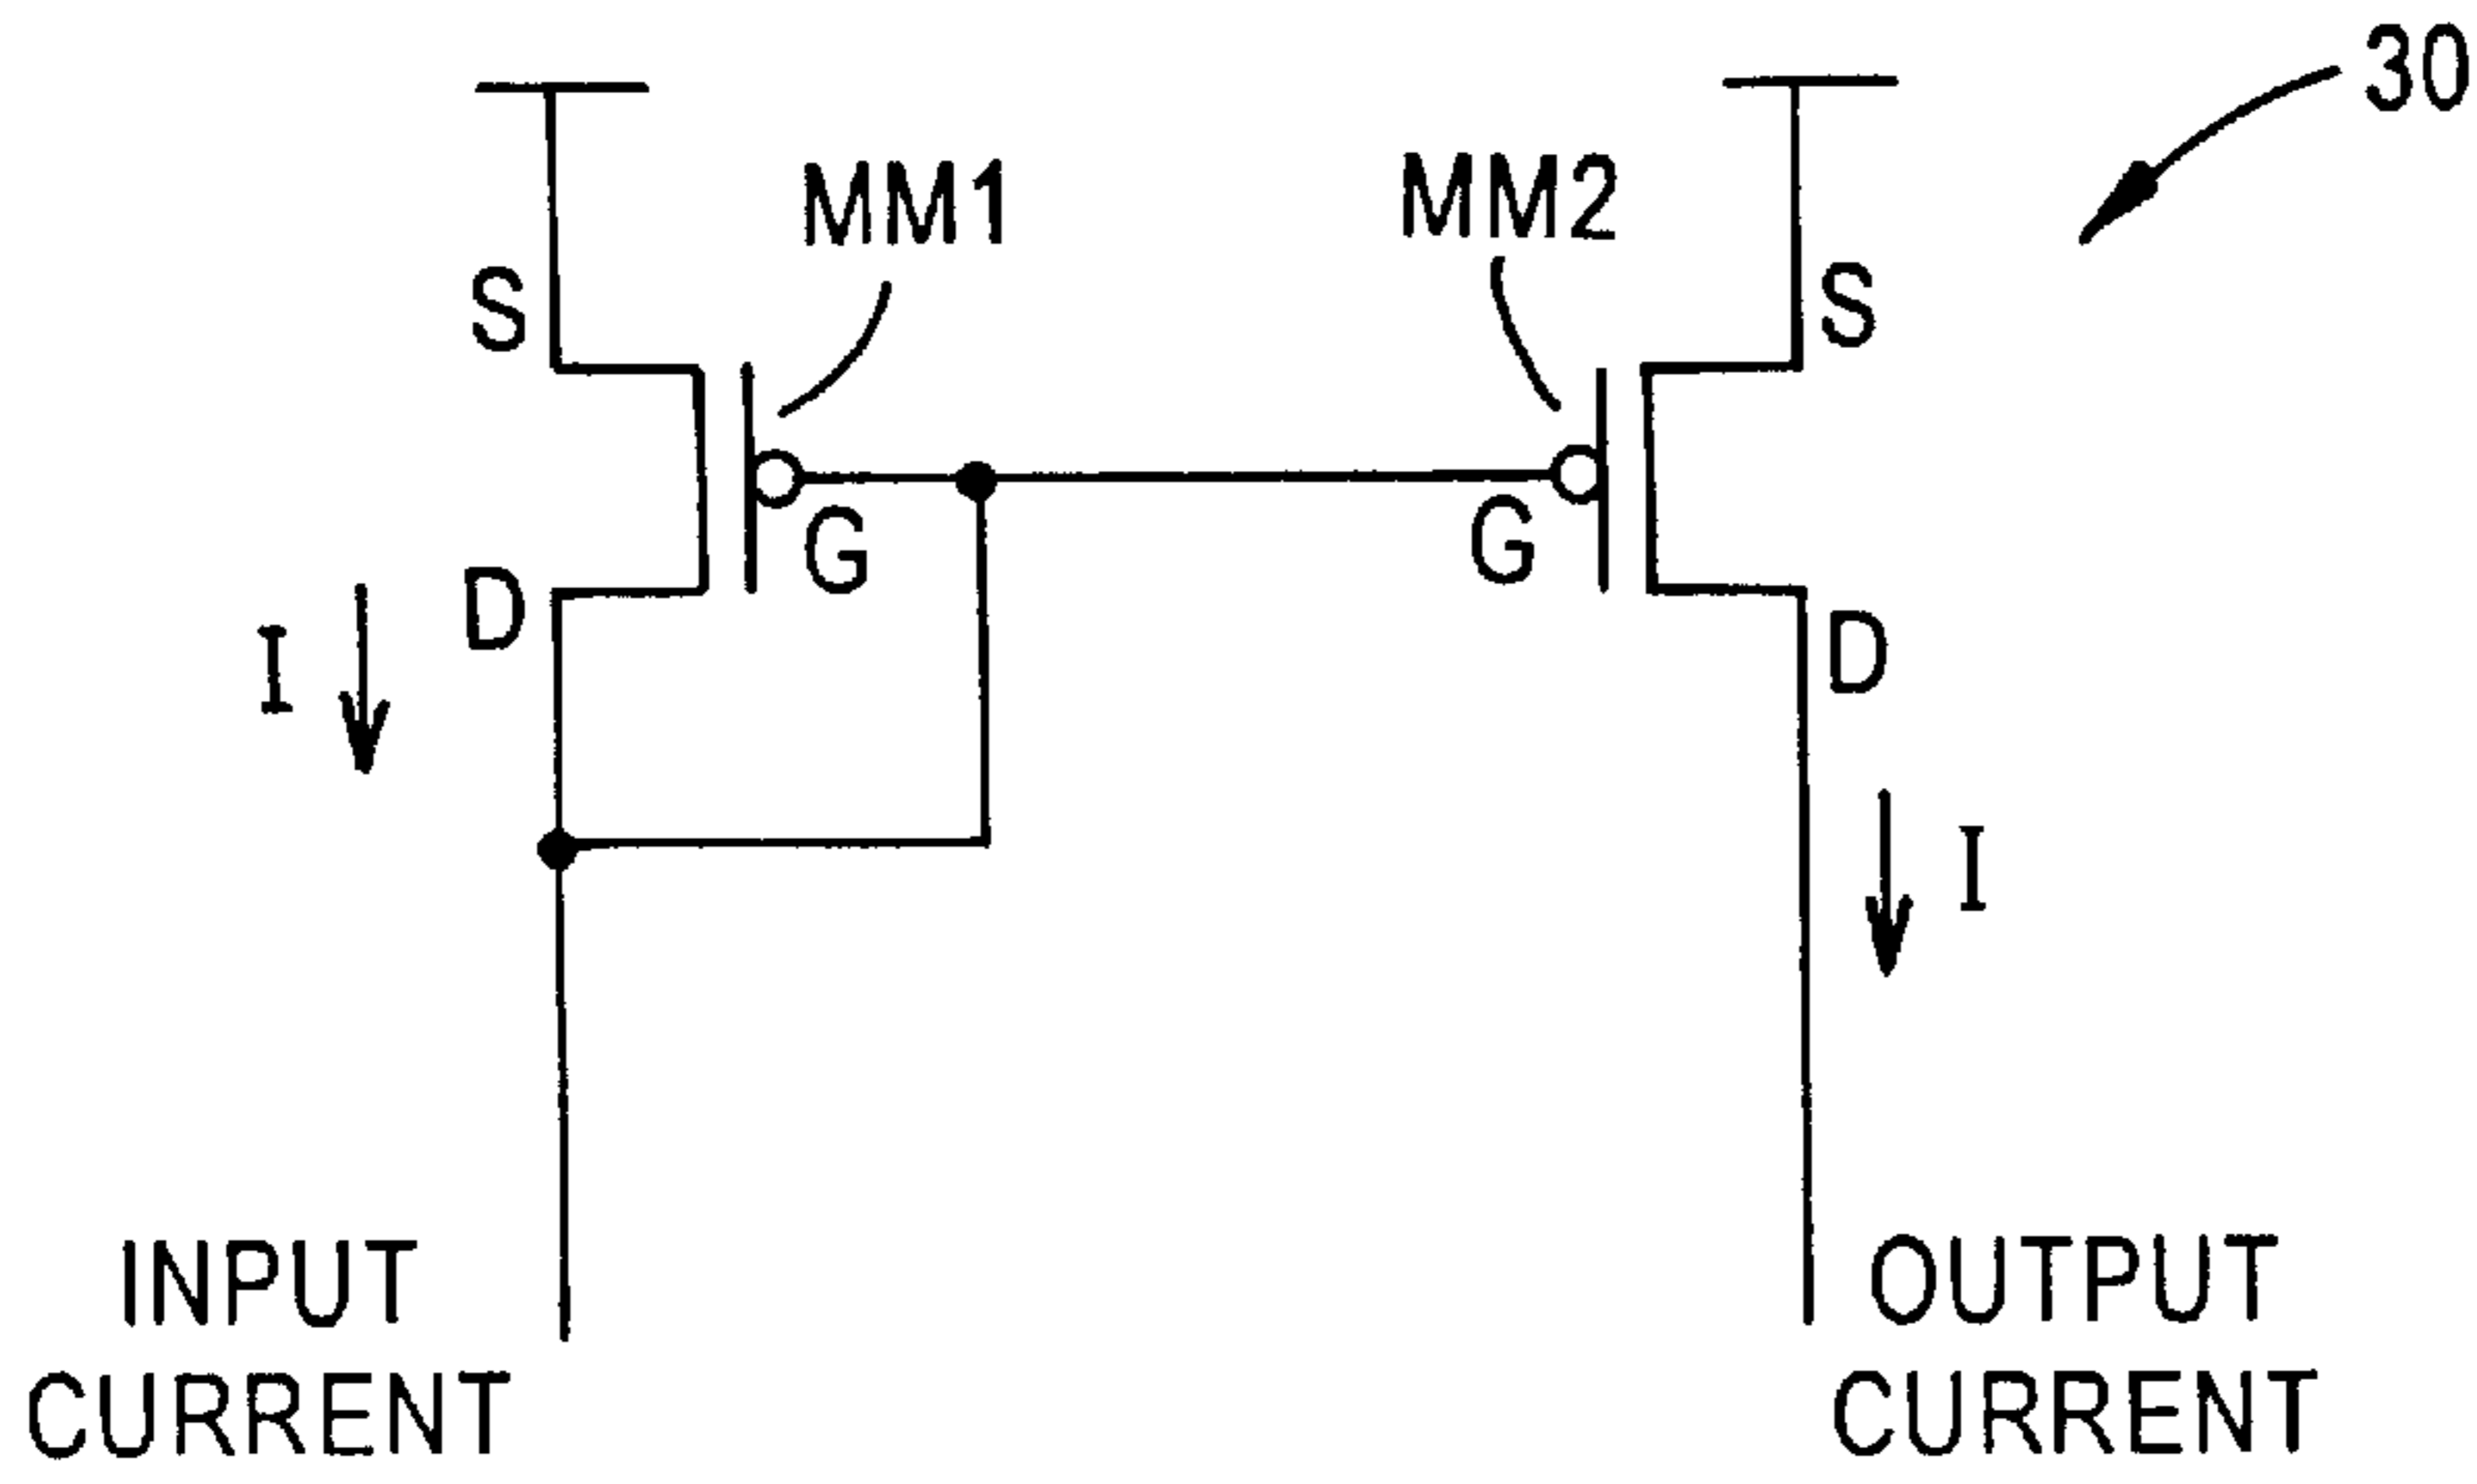 30
MM1
MM2
S
S
G
G
D
D
I
I
INPUT
CURRENT
OUTPUT
CURRENT